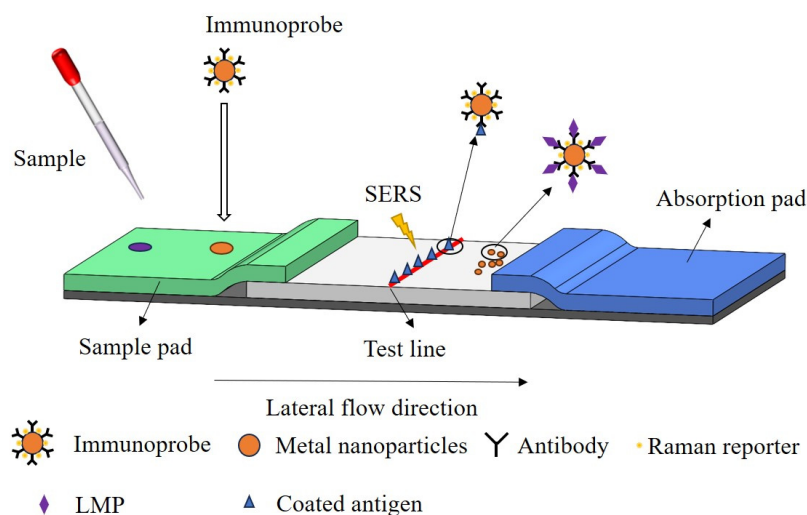 Immunoprobe
Sample
SERS
Absorption pad
Sample pad
Test line
Lateral flow direction
Immunoprobe
Metal nanoparticles
Antibody
Raman reporter
LMP
Coated antigen